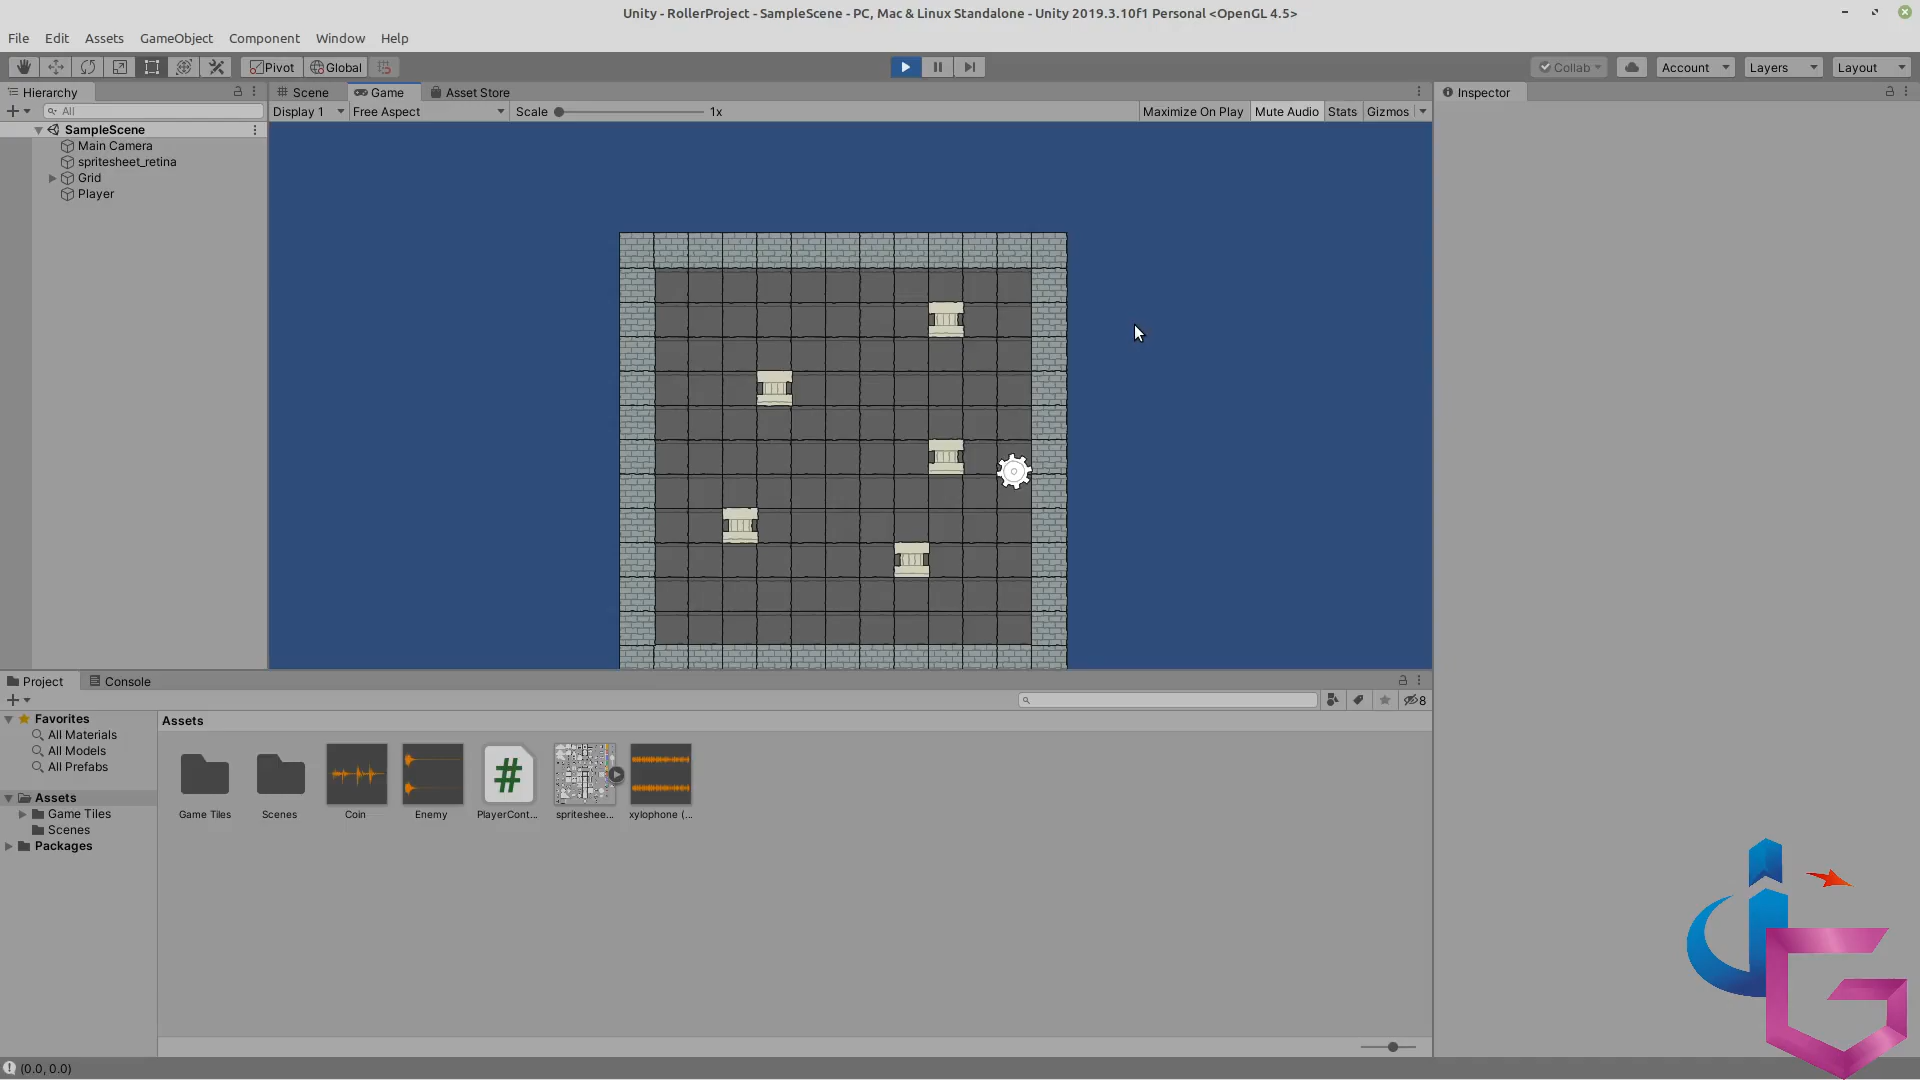 Unity - RollerProject - SampleScene - PC, Mac & Linux Standalone - Unity 2019.3.10f1 Personal <OpenGL 4.5>
File Edit Assets GameObject Component Window Help
Pivot Global Collab Account Layers Layout
Hierarchy Scene Game Asset Store Inspector
All Display 1 Free Aspect Scale 1x Maximize On Play Mute Audio Stats Gizmos
SampleScene
Main Camera
spritesheet_retina
Grid
Player
Project Console
8
Favorites
All Materials
All Models
All Prefabs
Assets
Game Tiles
Scenes
Packages
Assets
Game Tiles Scenes Coin Enemy PlayerCont... spriteshee... xylophone (...
(0.0, 0.0)